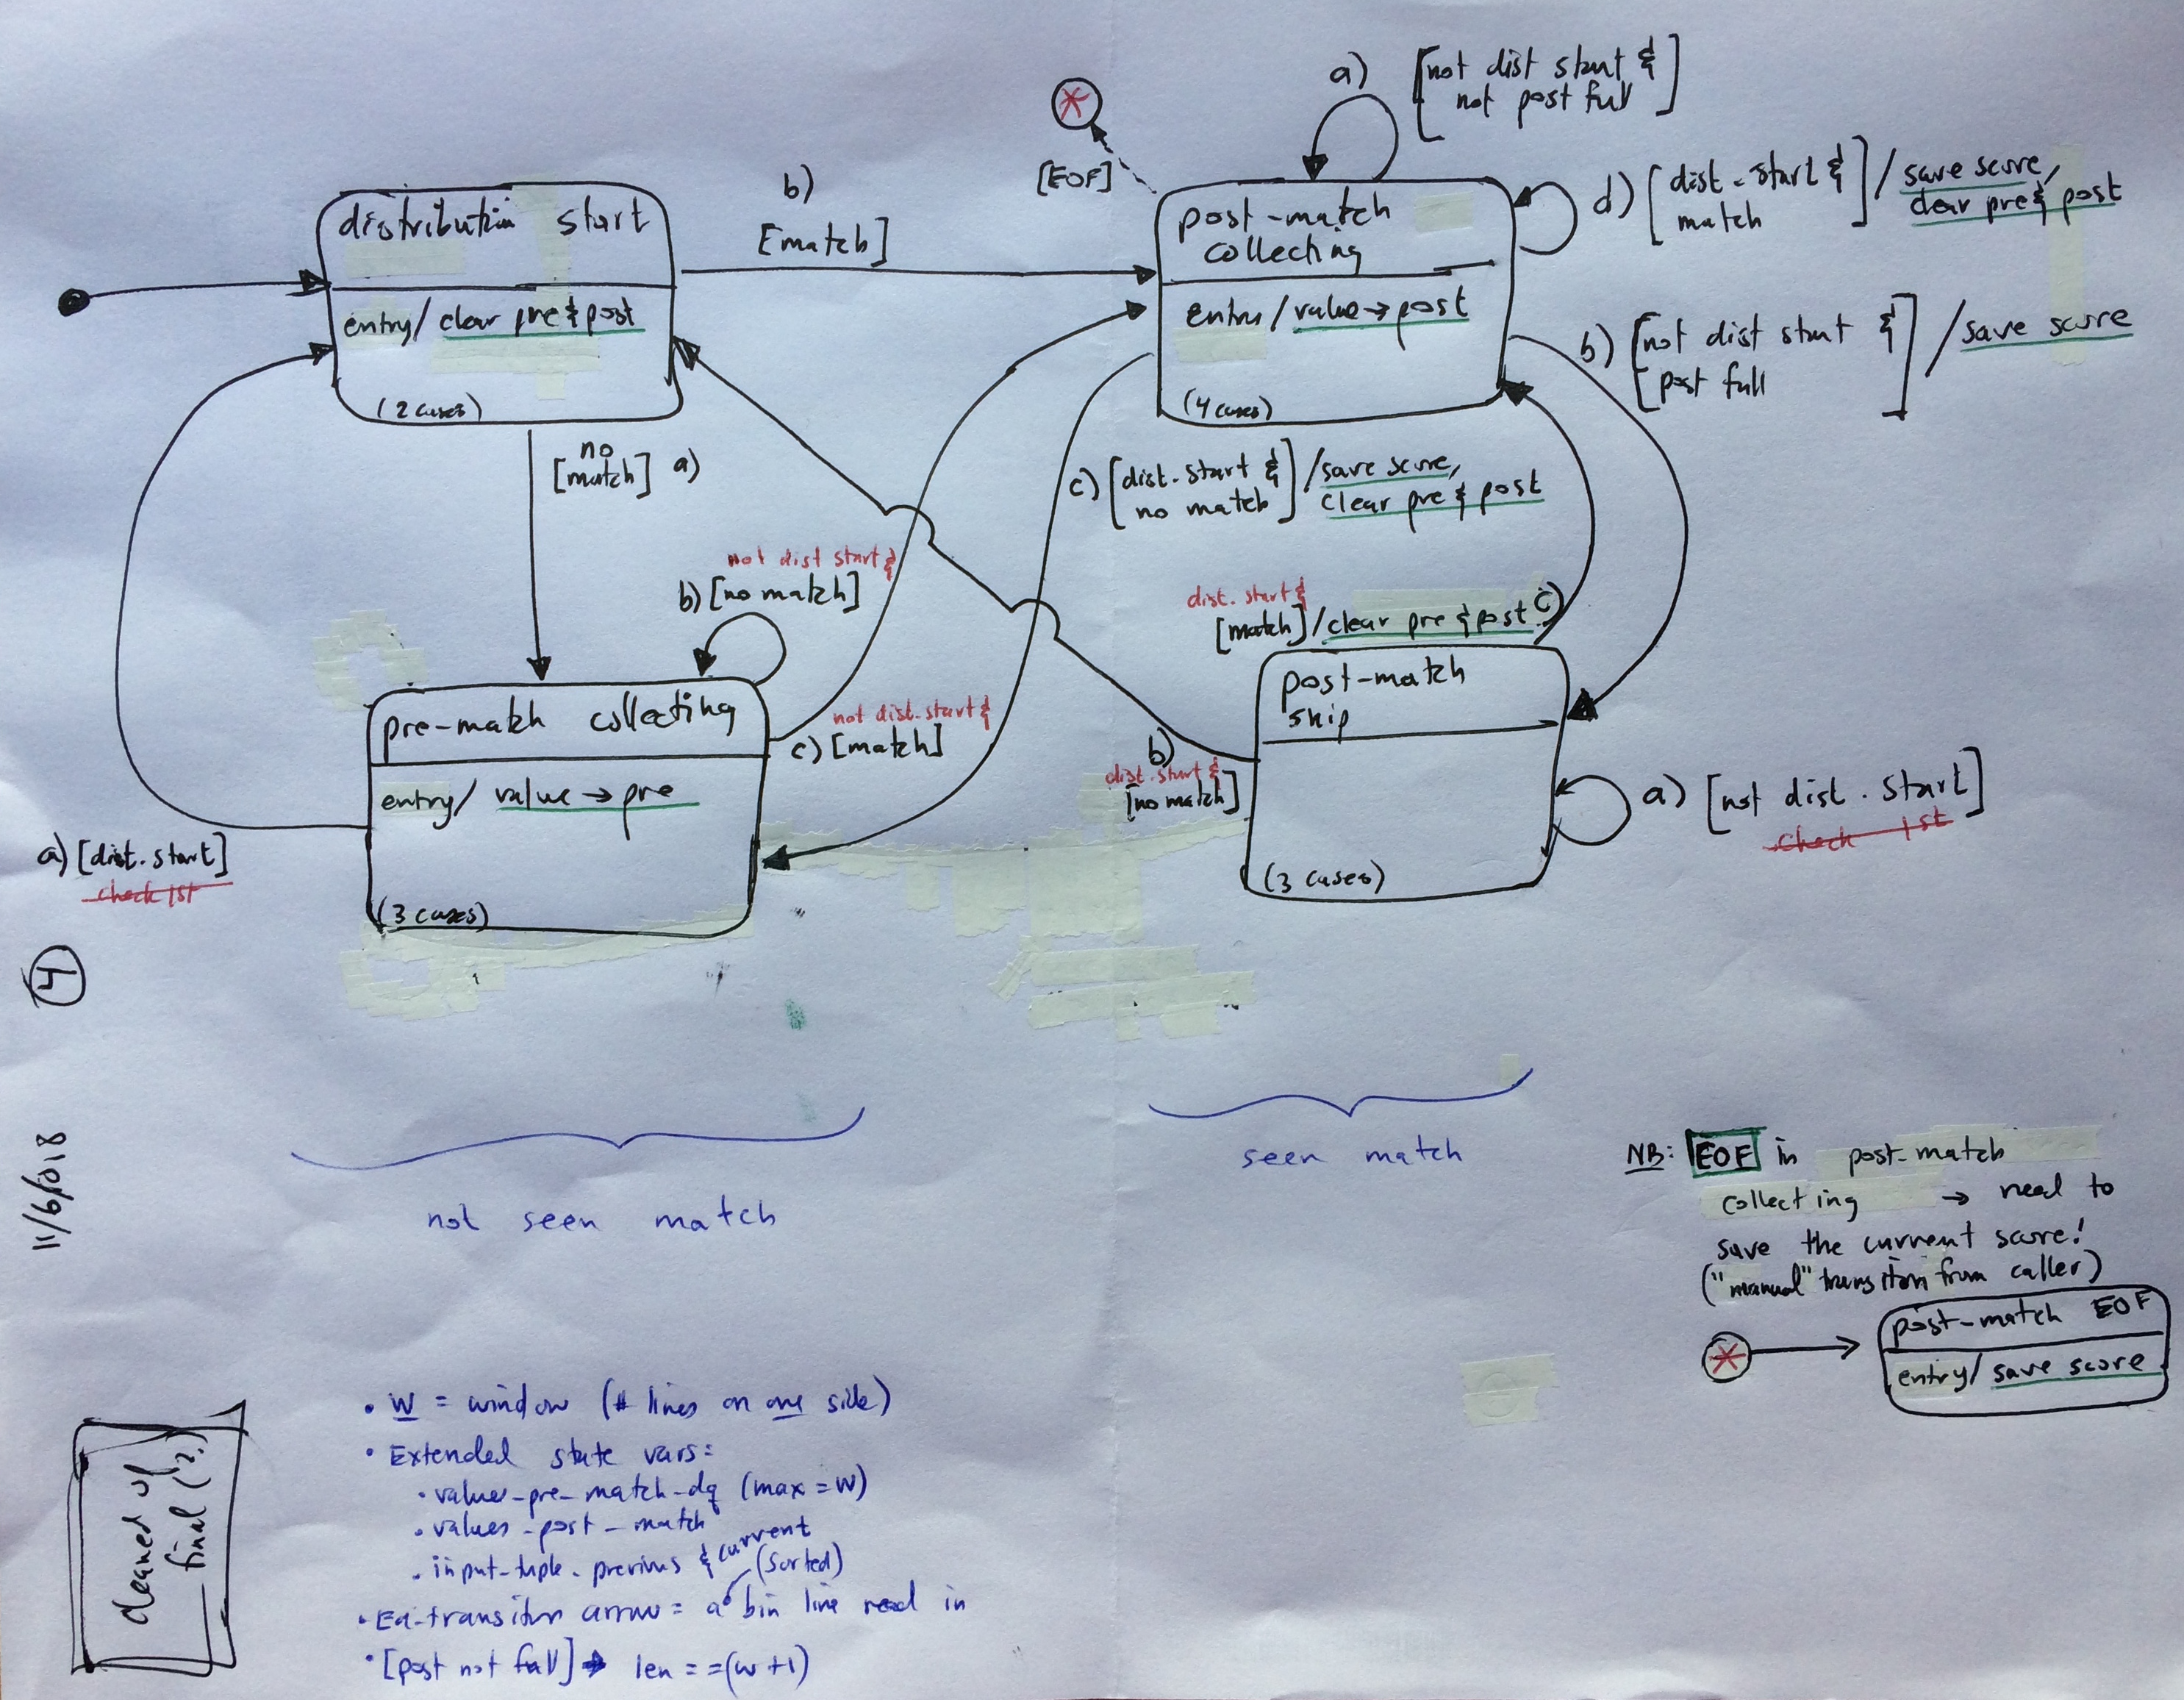 a) [not dist start &
not post full]
[EOF]
b)
[match]
distribution start
entry/ clear pre & post
(2 cases)
post-match
collecting
entry/ value → post
(4 cases)
d) [dist. start & match] / save score,
clear pre & post
b) [not dist start & post full] / save score
no
[match] a)
c) [dist. start & no match] / save score,
clear pre & post
not dist start &
b) [no match]
dist. start &
[match] / clear pre & post c)
pre-match collecting
entry/ value → pre
(3 cases)
not dist. start &
c) [match]
post-match
skip
(3 cases)
b)
dist. start &
[no match]
a) [not dist. start]
check 1st
a) [dist. start]
check 1st
4
11/6/018
not seen match
seen match
NB: EOF in post-match
collecting → need to
save the current score!
("manual" transition from caller)
post-match EOF
entry/ save score
cleaned up
final (?)
• W = window (# lines on one side)
• Extended state vars:
• values-pre-match-dq (max = W)
• values-post-match
• input-tuple-previous & current
(sorted)
• Ea-transition arrow = a bin line read in
• [post not full] → len = =(w+1)